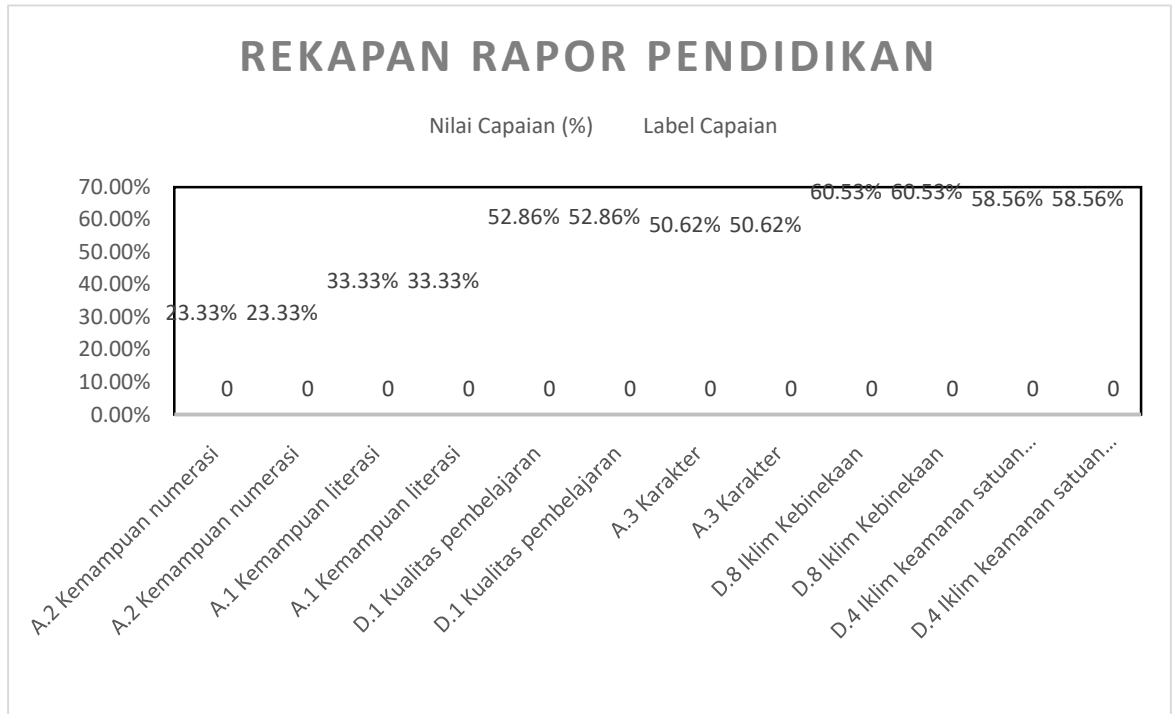 REKAPAN RAPOR PENDIDIKAN
Nilai Capaian (%) Label Capaian
70.00%
60.00%
50.00%
40.00%
30.00%
20.00%
10.00%
0.00%
23.33% 23.33% 33.33% 33.33% 52.86% 52.86% 50.62% 50.62% 60.53% 60.53% 58.56% 58.56%
0 0 0 0 0 0 0 0 0 0 0 0
A.2 Kemampuan numerasi
A.2 Kemampuan numerasi
A.1 Kemampuan literasi
A.1 Kemampuan literasi
D.1 Kualitas pembelajaran
D.1 Kualitas pembelajaran
A.3 Karakter
A.3 Karakter
D.8 Iklim Kebinekaan
D.8 Iklim Kebinekaan
D.4 Iklim keamanan satuan...
D.4 Iklim keamanan satuan...